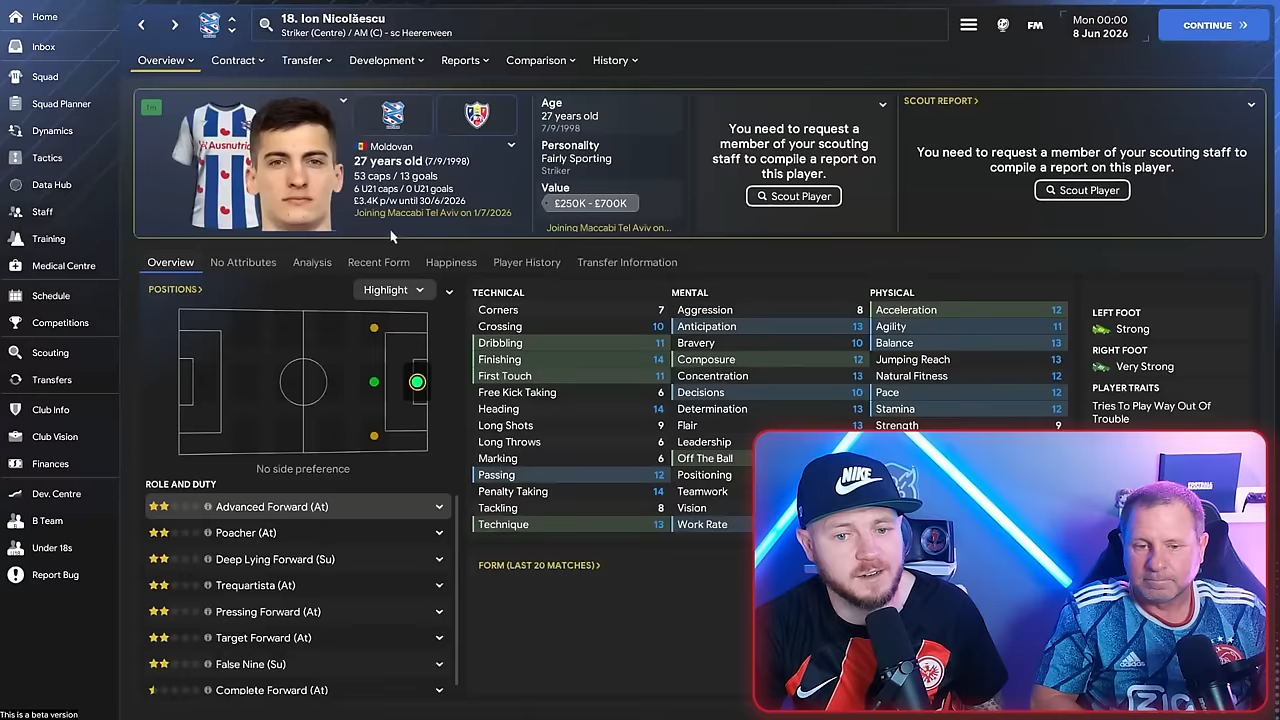 Home
Inbox
Squad
Squad Planner
Dynamics
Tactics
Data Hub
Staff
Training
Medical Centre
Schedule
Competitions
Scouting
Transfers
Club Info
Club Vision
Finances
Dev. Centre
B Team
Under 18s
Report Bug
This is a beta version
18. Ion Nicolăescu
Striker (Centre) / AM (C) - sc Heerenveen
FM
Mon 00:00
8 Jun 2026
CONTINUE
Overview
Contract
Transfer
Development
Reports
Comparison
History
1m
Ausnutria
Moldovan
27 years old (7/9/1998)
53 caps / 13 goals
6 U21 caps / 0 U21 goals
£3.4K p/w until 30/6/2026
Joining Maccabi Tel Aviv on 1/7/2026
Age
27 years old
7/9/1998
Personality
Fairly Sporting
Striker
Value
£250K - £700K
Joining Maccabi Tel Aviv on...
You need to request a
member of your scouting
staff to compile a report on
this player.
Scout Player
SCOUT REPORT >
You need to request a member of your scouting staff to
compile a report on this player.
Scout Player
Overview
No Attributes
Analysis
Recent Form
Happiness
Player History
Transfer Information
POSITIONS >
Highlight
No side preference
ROLE AND DUTY
Advanced Forward (At)
Poacher (At)
Deep Lying Forward (Su)
Trequartista (At)
Pressing Forward (At)
Target Forward (At)
False Nine (Su)
Complete Forward (At)
TECHNICAL
Corners 7
Crossing 10
Dribbling 11
Finishing 14
First Touch 11
Free Kick Taking 6
Heading 14
Long Shots 9
Long Throws 6
Marking 6
Passing 12
Penalty Taking 14
Tackling 8
Technique 13
FORM (LAST 20 MATCHES) >
MENTAL
Aggression 8
Anticipation 13
Bravery 10
Composure 12
Concentration 13
Decisions 10
Determination 13
Flair 13
Leadership
Off The Ball
Positioning
Teamwork
Vision
Work Rate
PHYSICAL
Acceleration 12
Agility 11
Balance 13
Jumping Reach 13
Natural Fitness 12
Pace 12
Stamina 12
Strength 9
LEFT FOOT
Strong
RIGHT FOOT
Very Strong
PLAYER TRAITS
Tries To Play Way Out Of
Trouble
NIKE
adidas